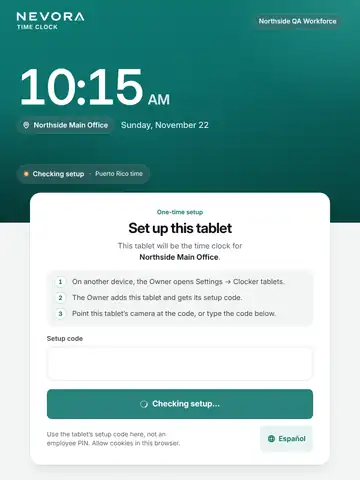 NEVORA
TIME CLOCK
Northside QA Workforce
10:15 AM
Northside Main Office
Sunday, November 22
Checking setup · Puerto Rico time
One-time setup
Set up this tablet
This tablet will be the time clock for
Northside Main Office.
1 On another device, the Owner opens Settings → Clocker tablets.
2 The Owner adds this tablet and gets its setup code.
3 Point this tablet's camera at the code, or type the code below.
Setup code
Checking setup…
Use the tablet's setup code here, not an
employee PIN. Allow cookies in this browser.
Español